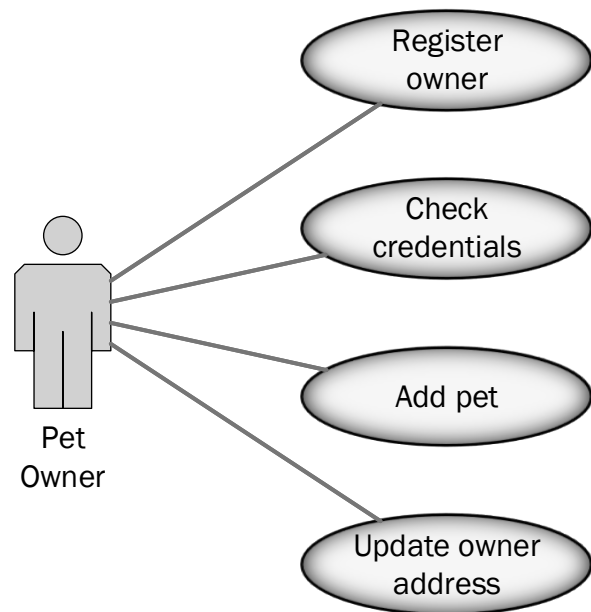 Register
owner
Check
credentials
Add pet
Pet
Owner
Update owner
address